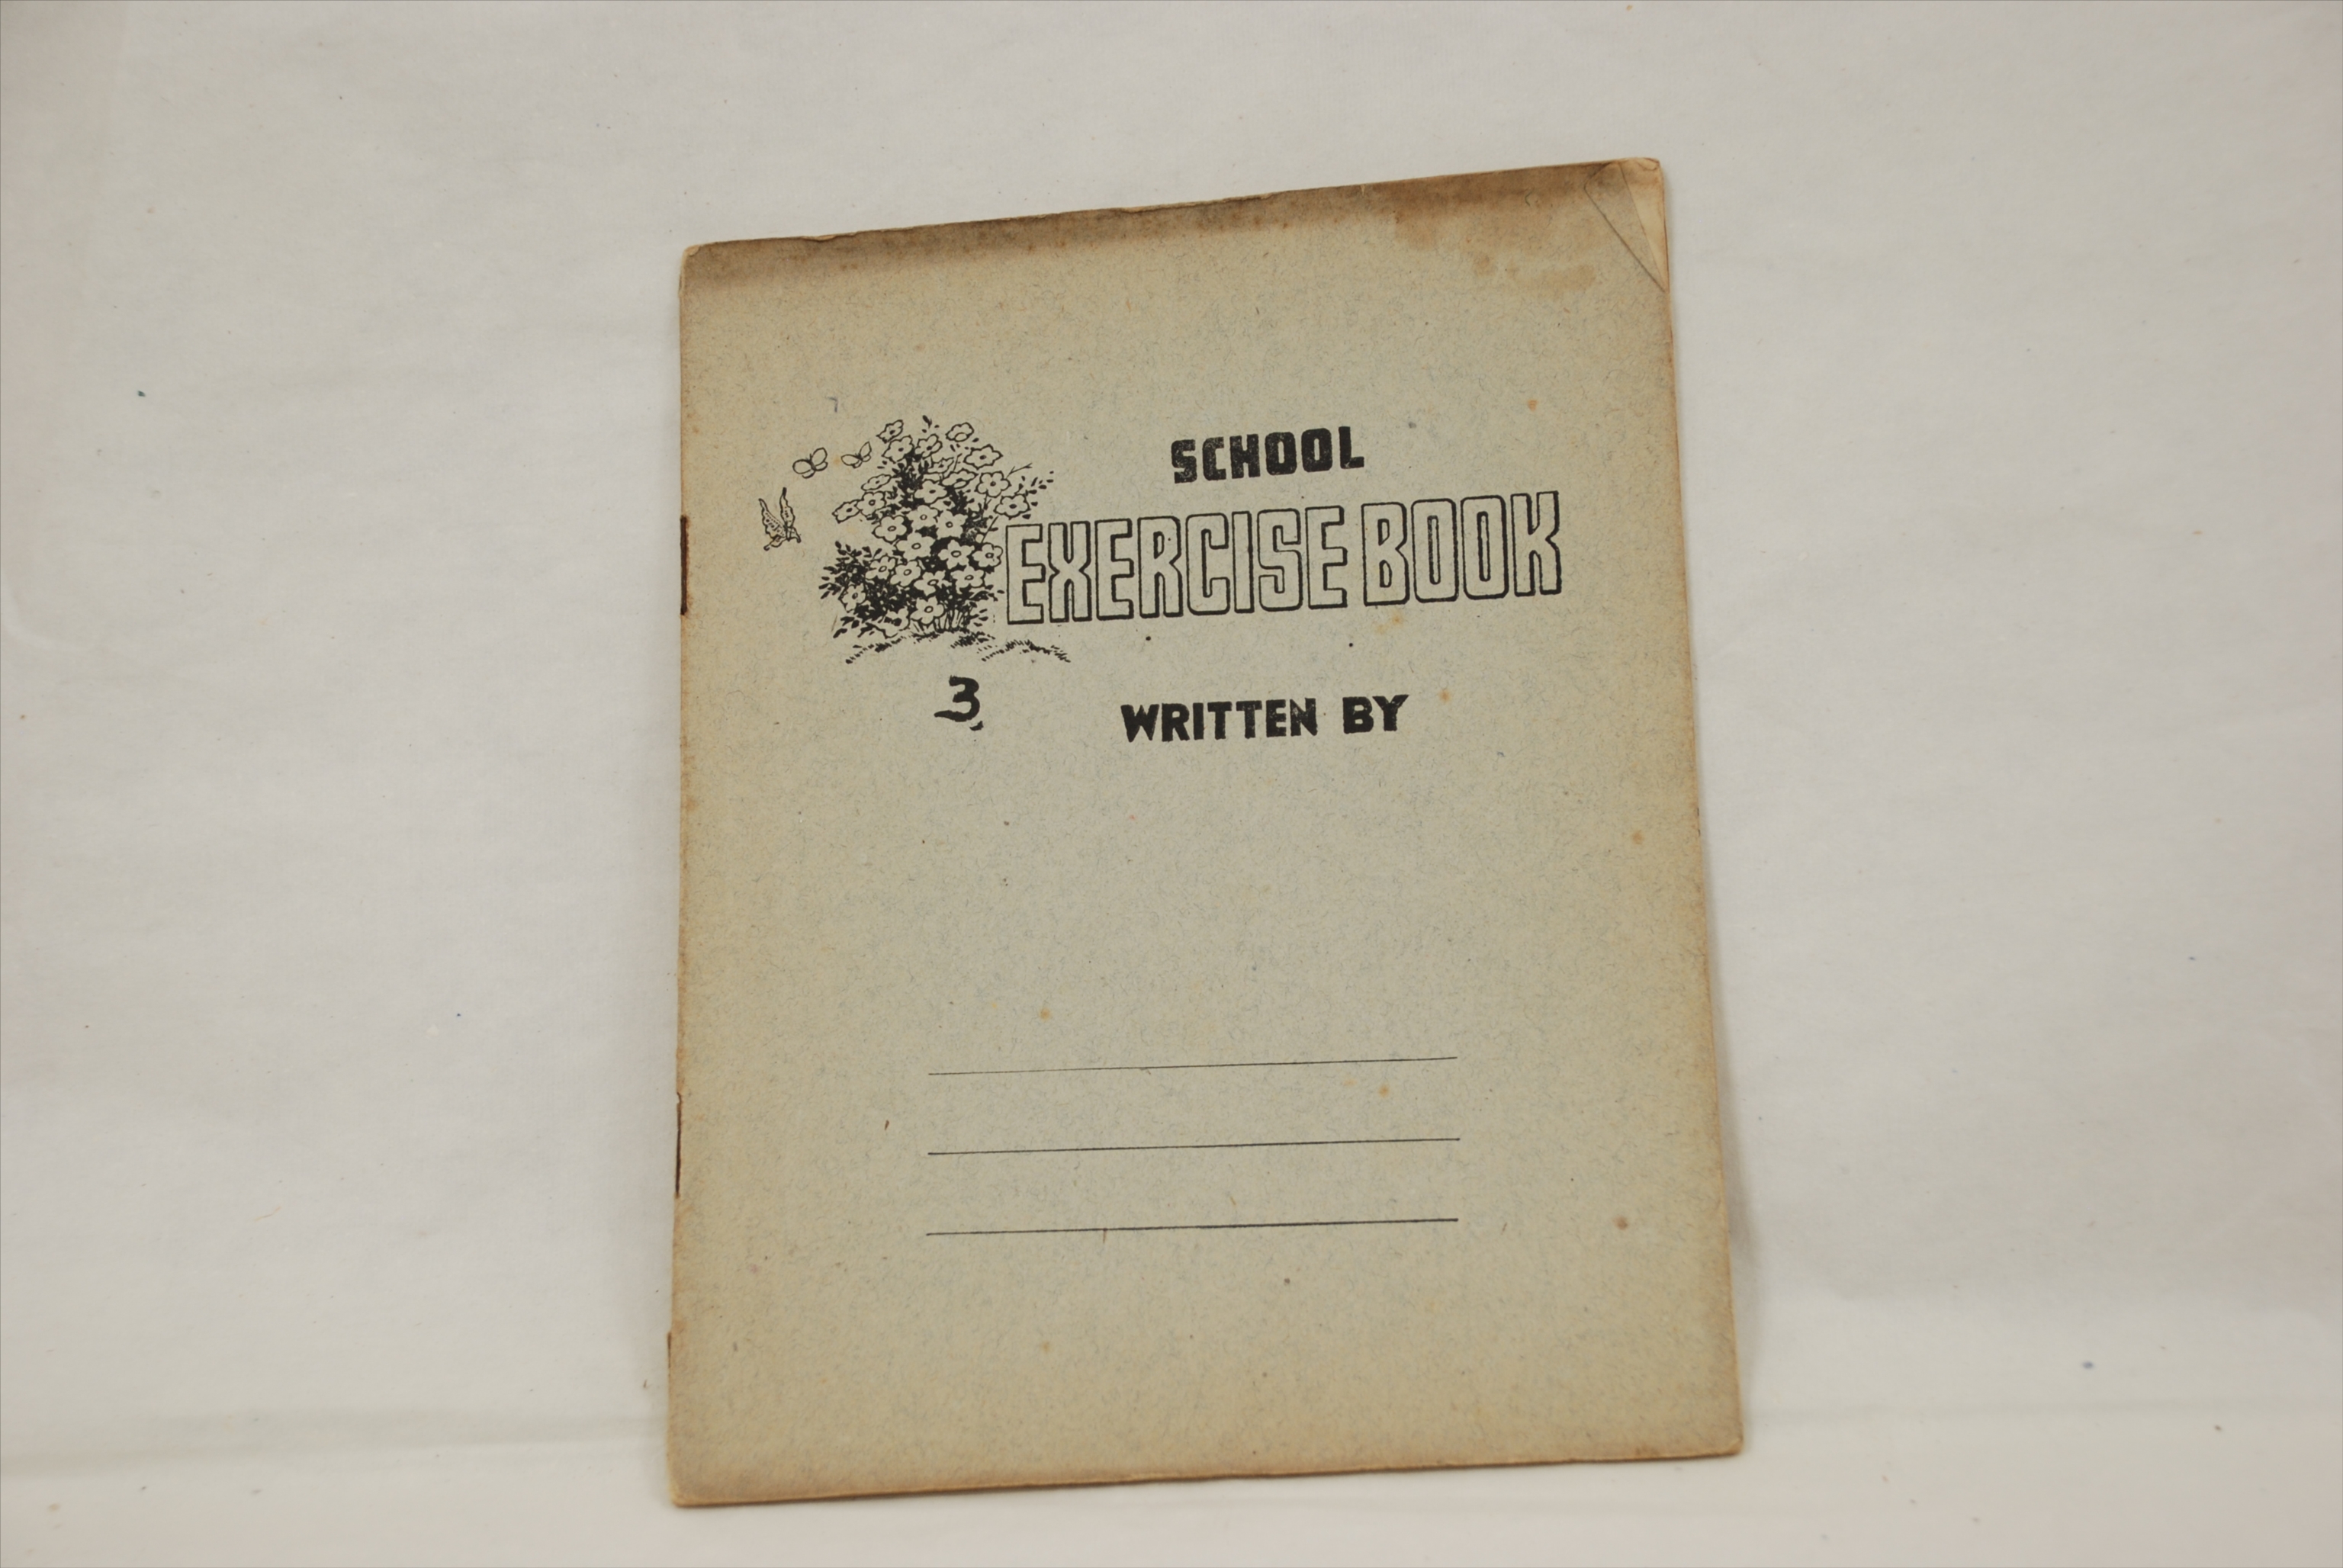 SCHOOL
EXERCISE BOOK
3
WRITTEN BY